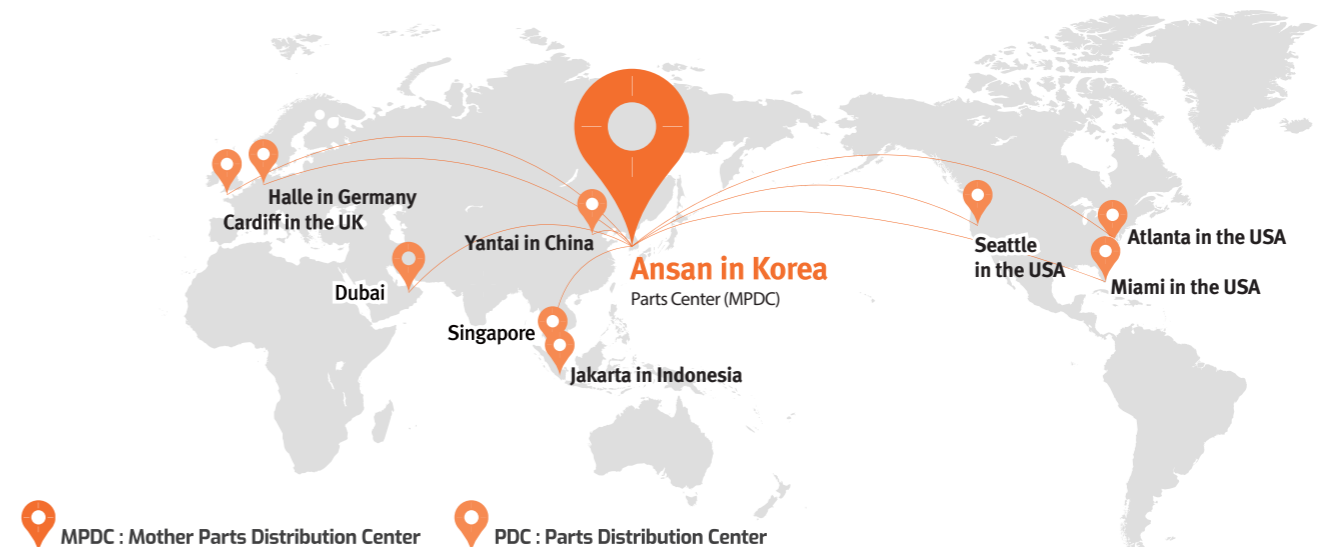 Halle in Germany
Cardiff in the UK
Yantai in China
Dubai
Ansan in Korea
Parts Center (MPDC)
Singapore
Jakarta in Indonesia
Seattle
in the USA
Atlanta in the USA
Miami in the USA
MPDC : Mother Parts Distribution Center
PDC : Parts Distribution Center